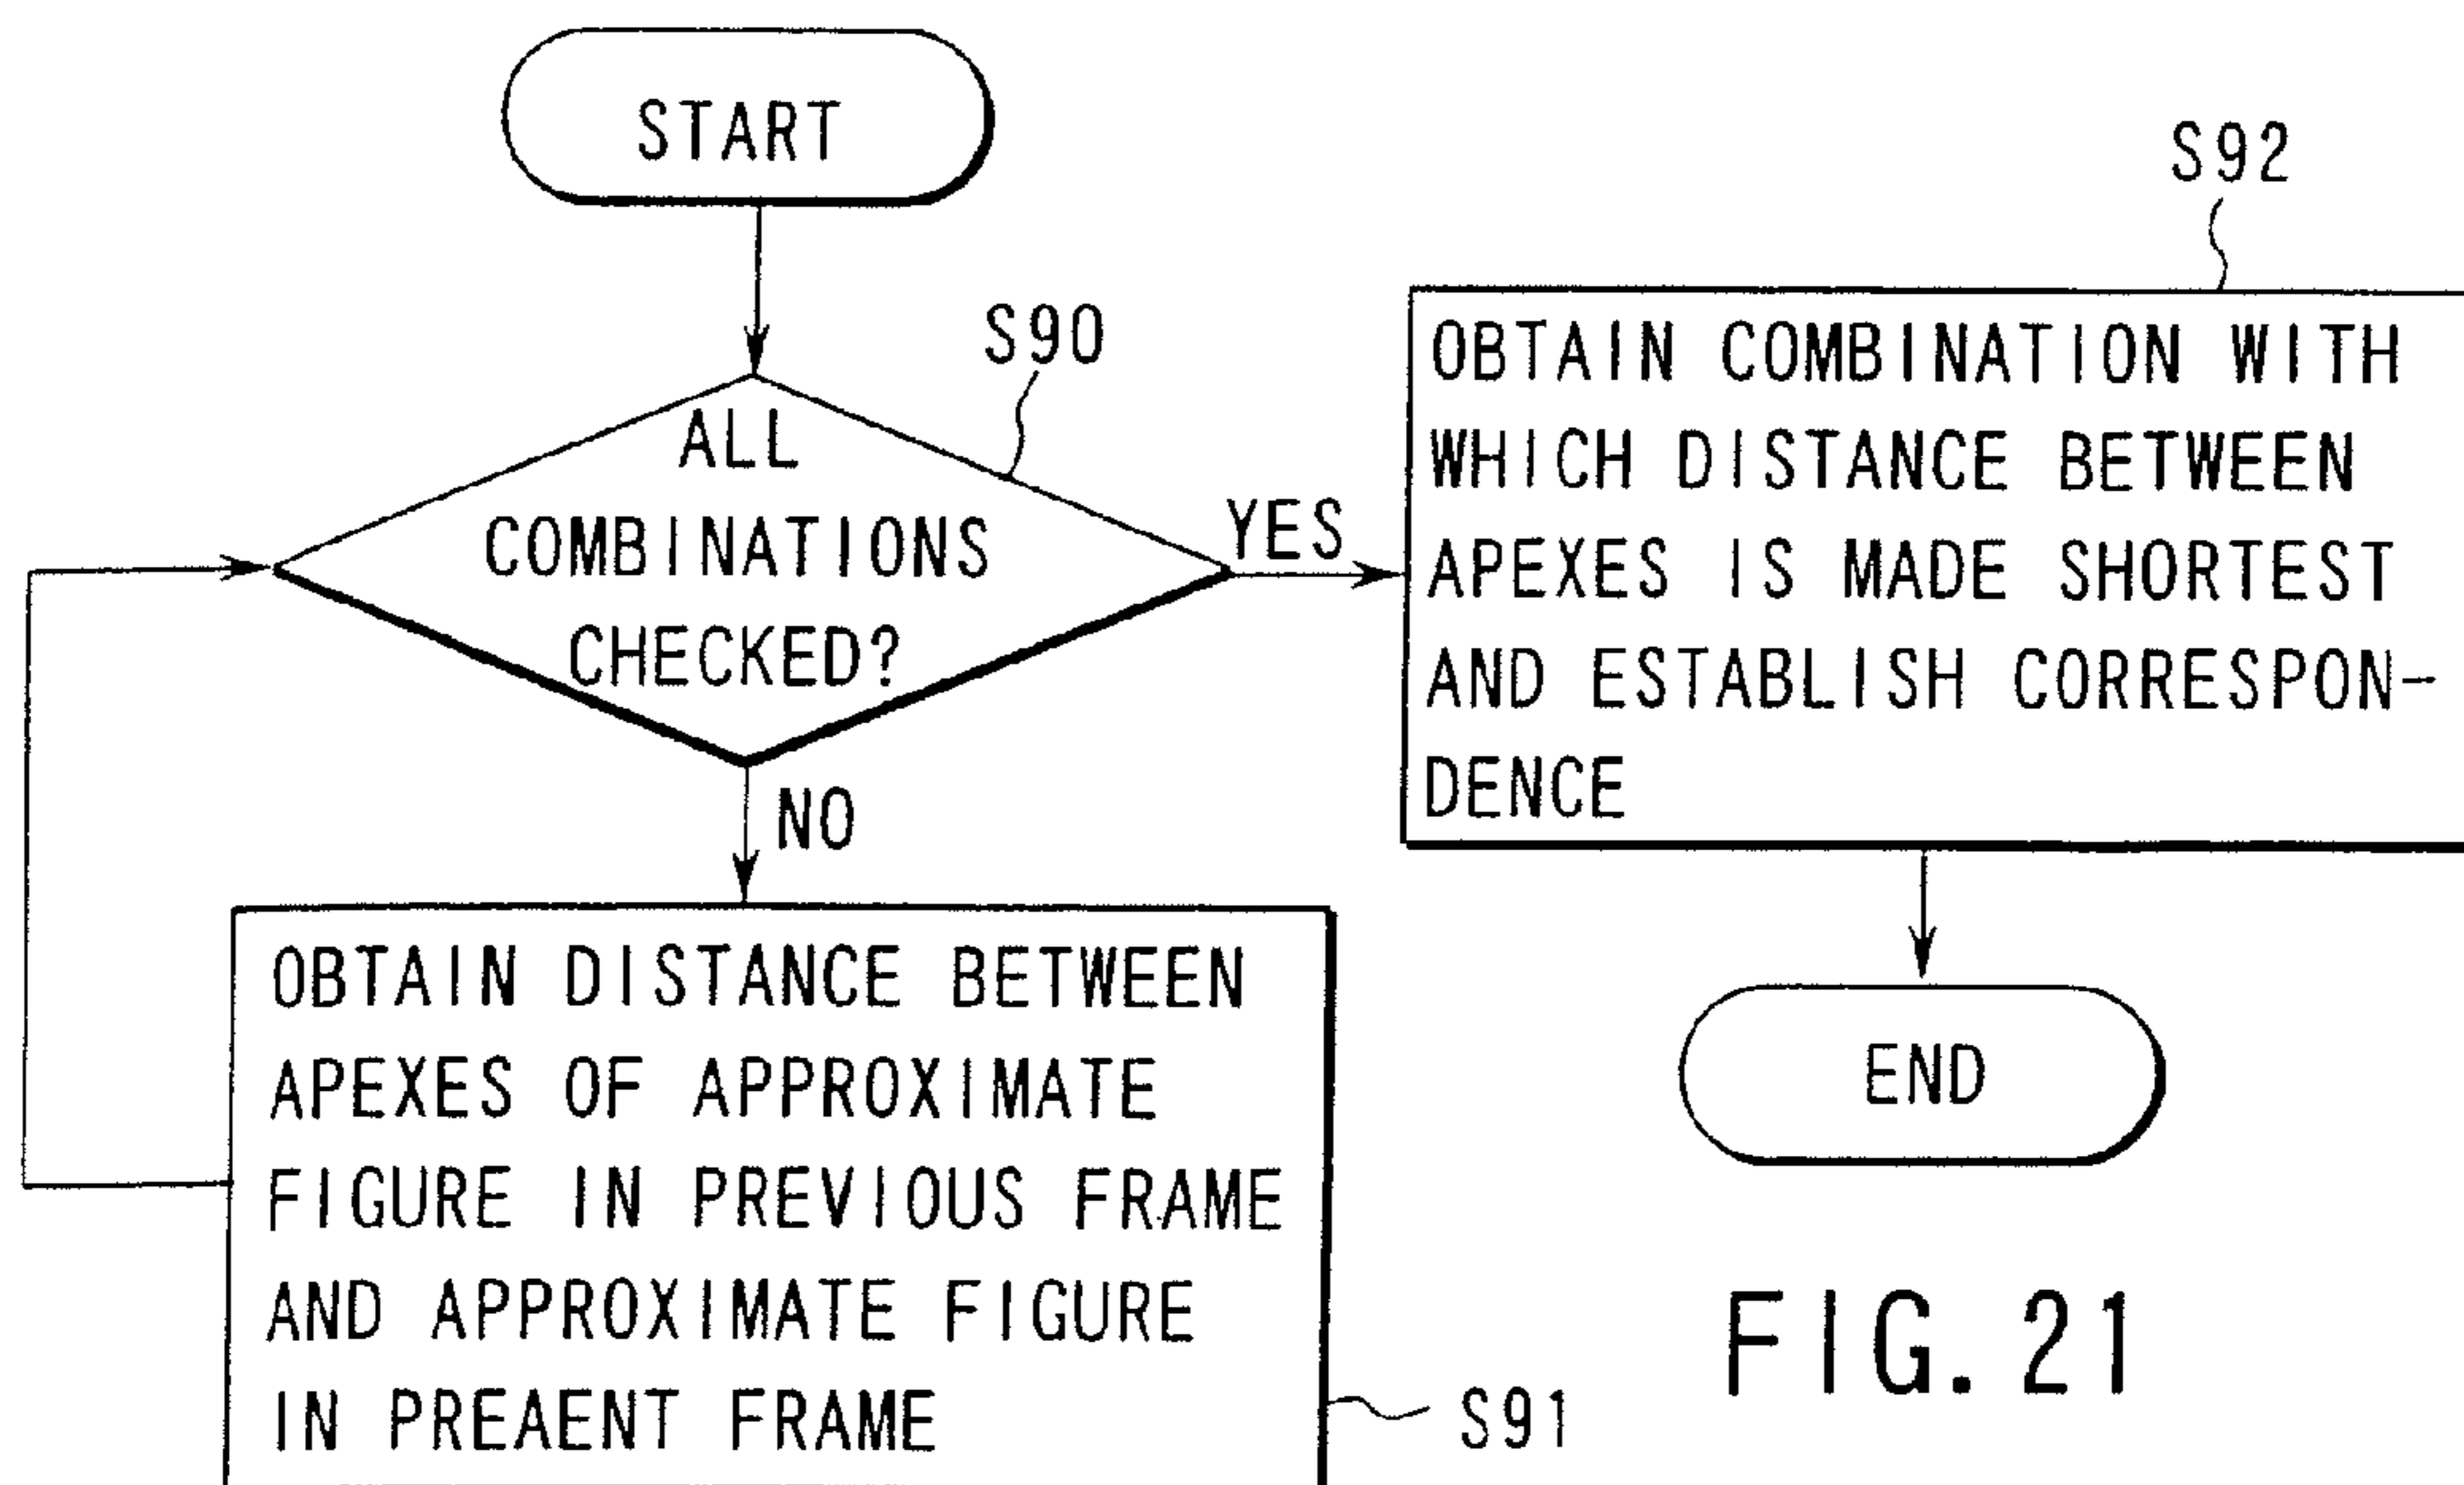 START
S90
ALL
COMBINATIONS
CHECKED?
YES
NO
S92
OBTAIN COMBINATION WITH
WHICH DISTANCE BETWEEN
APEXES IS MADE SHORTEST
AND ESTABLISH CORRESPON-
DENCE
OBTAIN DISTANCE BETWEEN
APEXES OF APPROXIMATE
FIGURE IN PREVIOUS FRAME
AND APPROXIMATE FIGURE
IN PREAENT FRAME
S91
END
FIG. 21